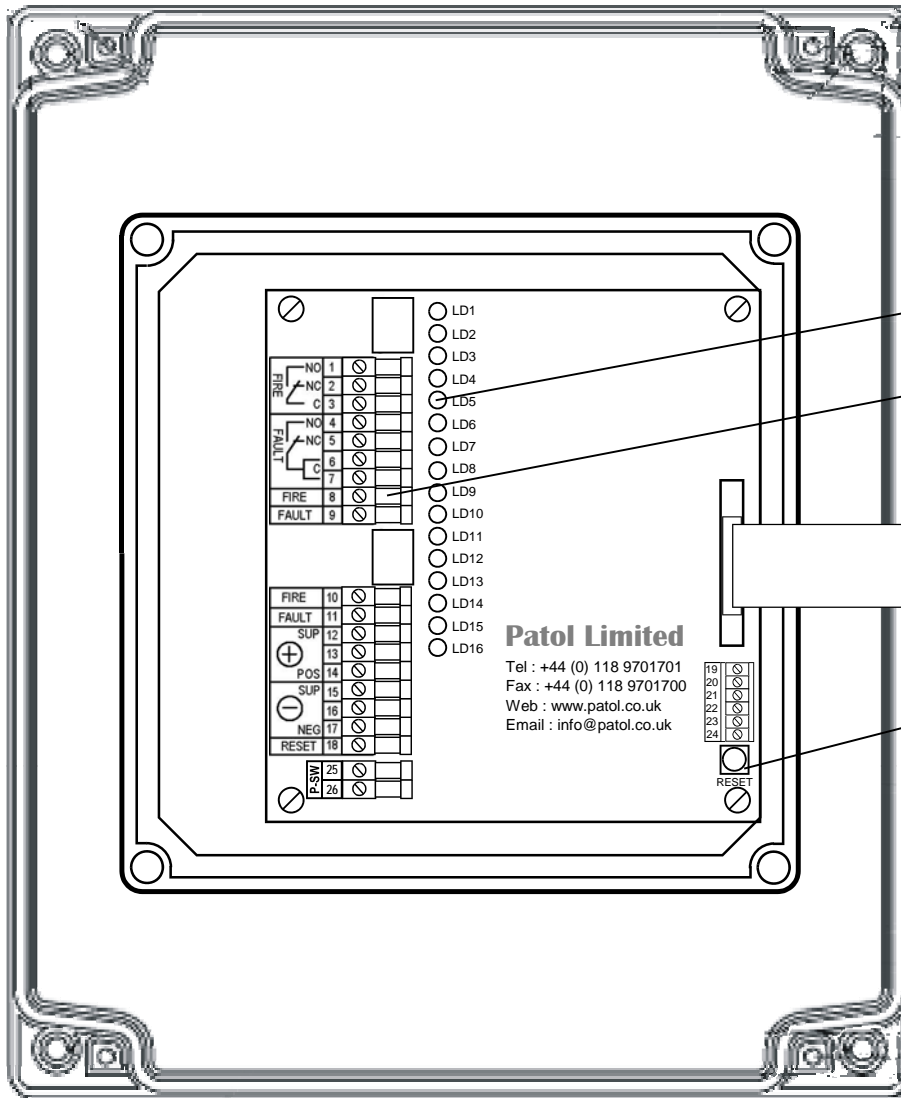 LD1
LD2
LD3
LD4
LD5
LD6
LD7
LD8
LD9
LD10
LD11
LD12
LD13
LD14
LD15
LD16
FIRE
NO 1
NC 2
C 3
FAULT
NO 4
NC 5
C 6
7
FIRE 8
FAULT 9
FIRE 10
FAULT 11
SUP 12
+ 13
POS 14
SUP 15
− 16
NEG 17
RESET 18
P-SW
25
26
Patol Limited
Tel : +44 (0) 118 9701701
Fax : +44 (0) 118 9701700
Web : www.patol.co.uk
Email : info@patol.co.uk
19
20
21
22
23
24
RESET